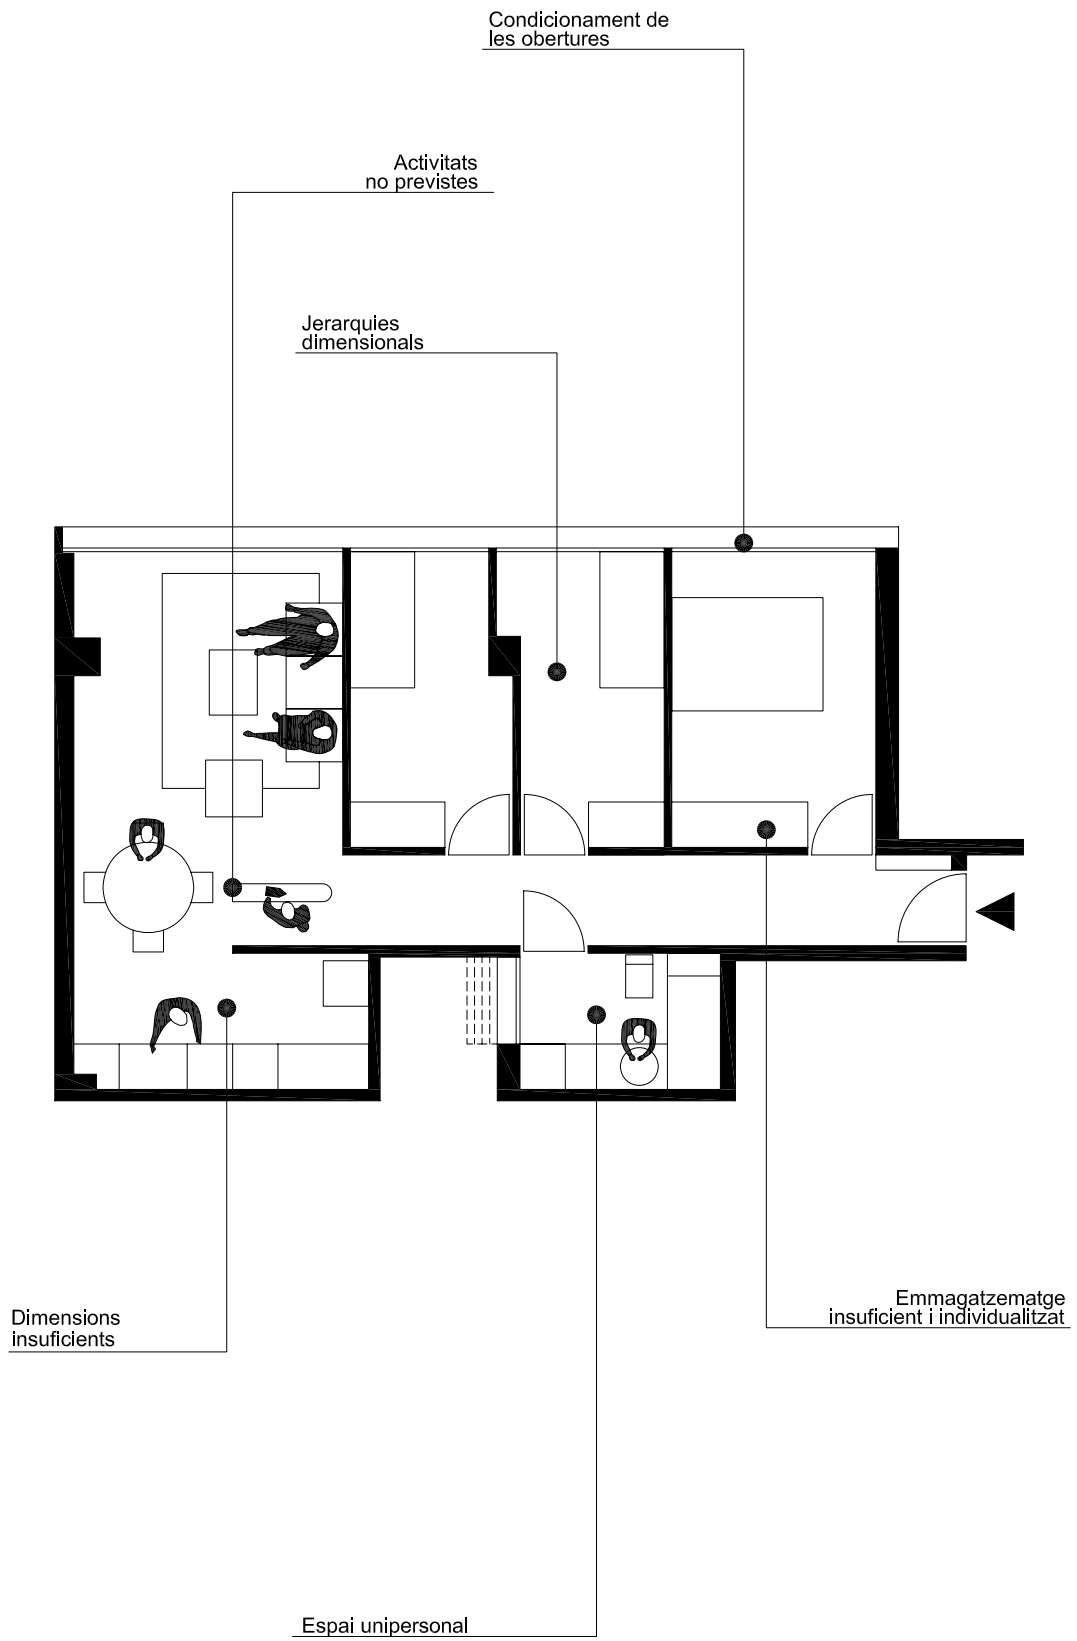 Condicionament de
les obertures
Activitats
no previstes
Jerarquies
dimensionals
Emmagatzematge
insuficient i individualitzat
Dimensions
insuficients
Espai unipersonal